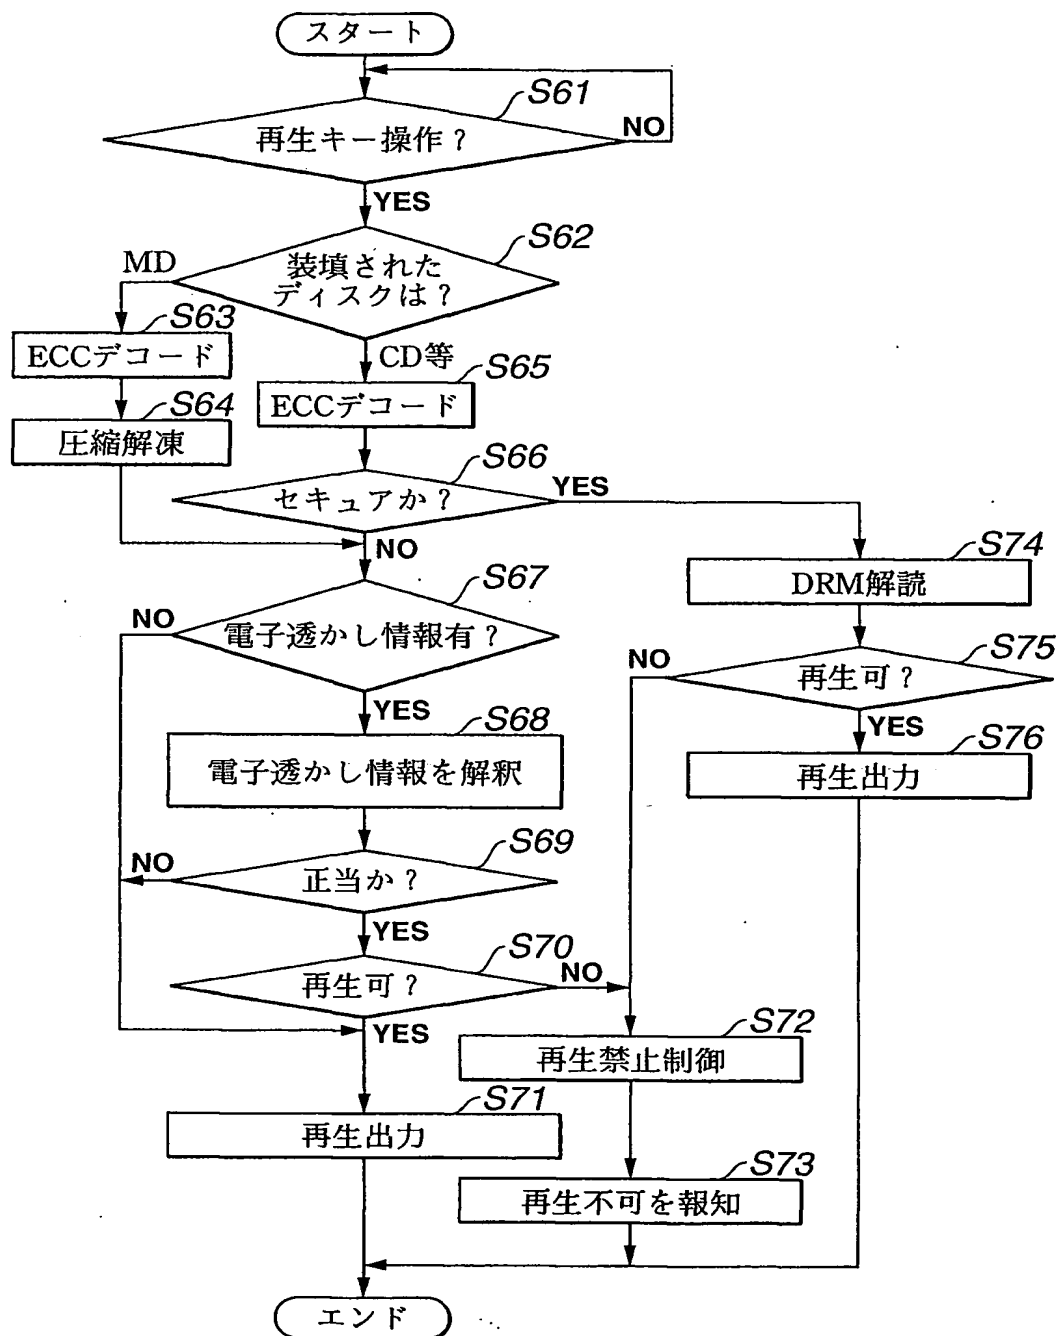 スタート
S61
再生キー操作？
NO
YES
S62
装填された
ディスクは？
MD
CD等
S63
ECCデコード
S64
圧縮解凍
S65
ECCデコード
S66
セキュアか？
YES
NO
S67
電子透かし情報有？
NO
YES
S68
電子透かし情報を解釈
S69
正当か？
NO
YES
S70
再生可？
NO
YES
S71
再生出力
S72
再生禁止制御
S73
再生不可を報知
S74
DRM解読
S75
再生可？
NO
YES
S76
再生出力
エンド